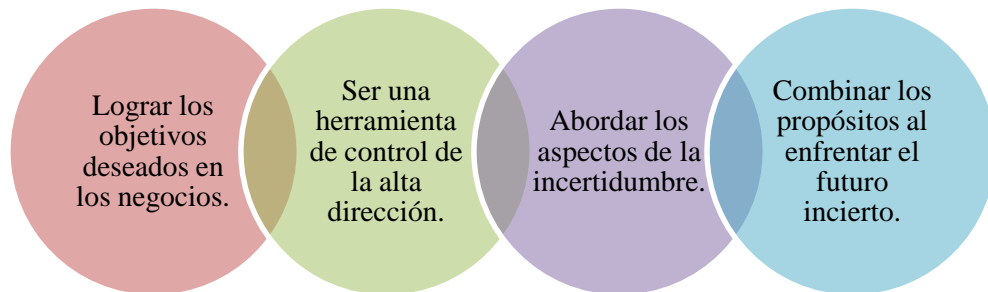 Lograr los
objetivos
deseados en
los negocios.
Ser una
herramienta
de control de
la alta
dirección.
Abordar los
aspectos de la
incertidumbre.
Combinar los
propósitos al
enfrentar el
futuro
incierto.